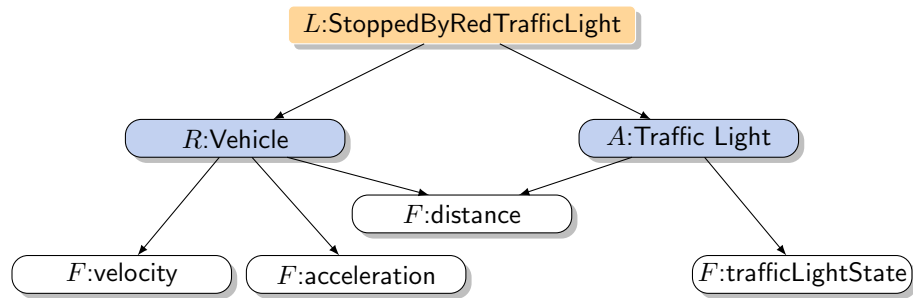 L:StoppedByRedTrafficLight
R:Vehicle
A:Traffic Light
F:distance
F:velocity
F:acceleration
F:trafficLightState